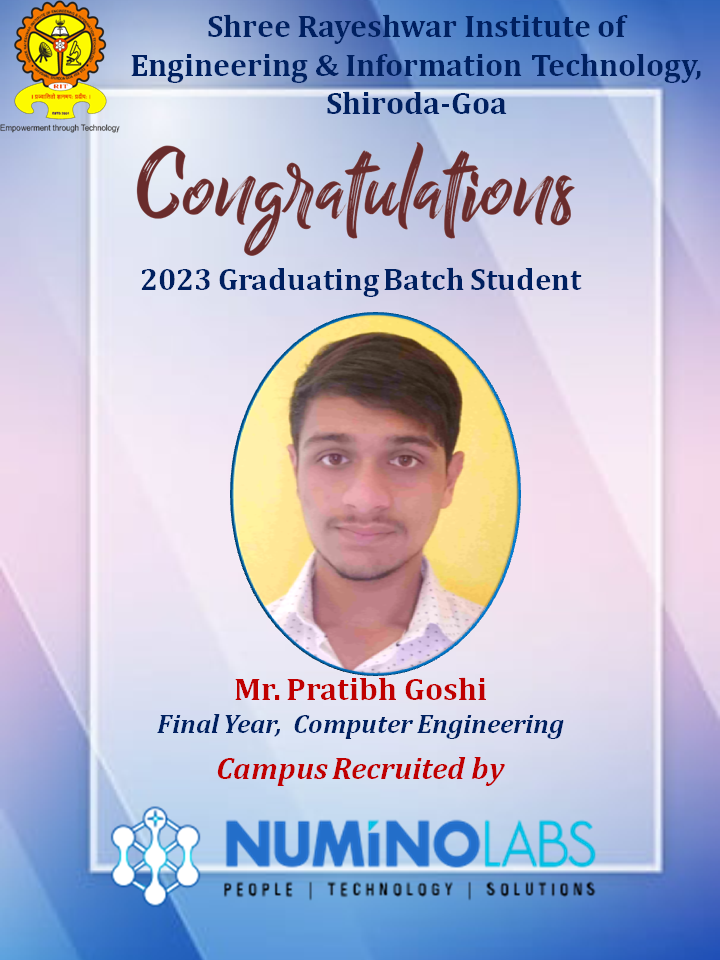 Shree Rayeshwar Institute of
Engineering & Information Technology,
Shiroda-Goa
RIT
Empowerment through Technology
Congratulations
2023 Graduating Batch Student
Mr. Pratibh Goshi
Final Year, Computer Engineering
Campus Recruited by
NUMiNOLABS
PEOPLE | TECHNOLOGY | SOLUTIONS